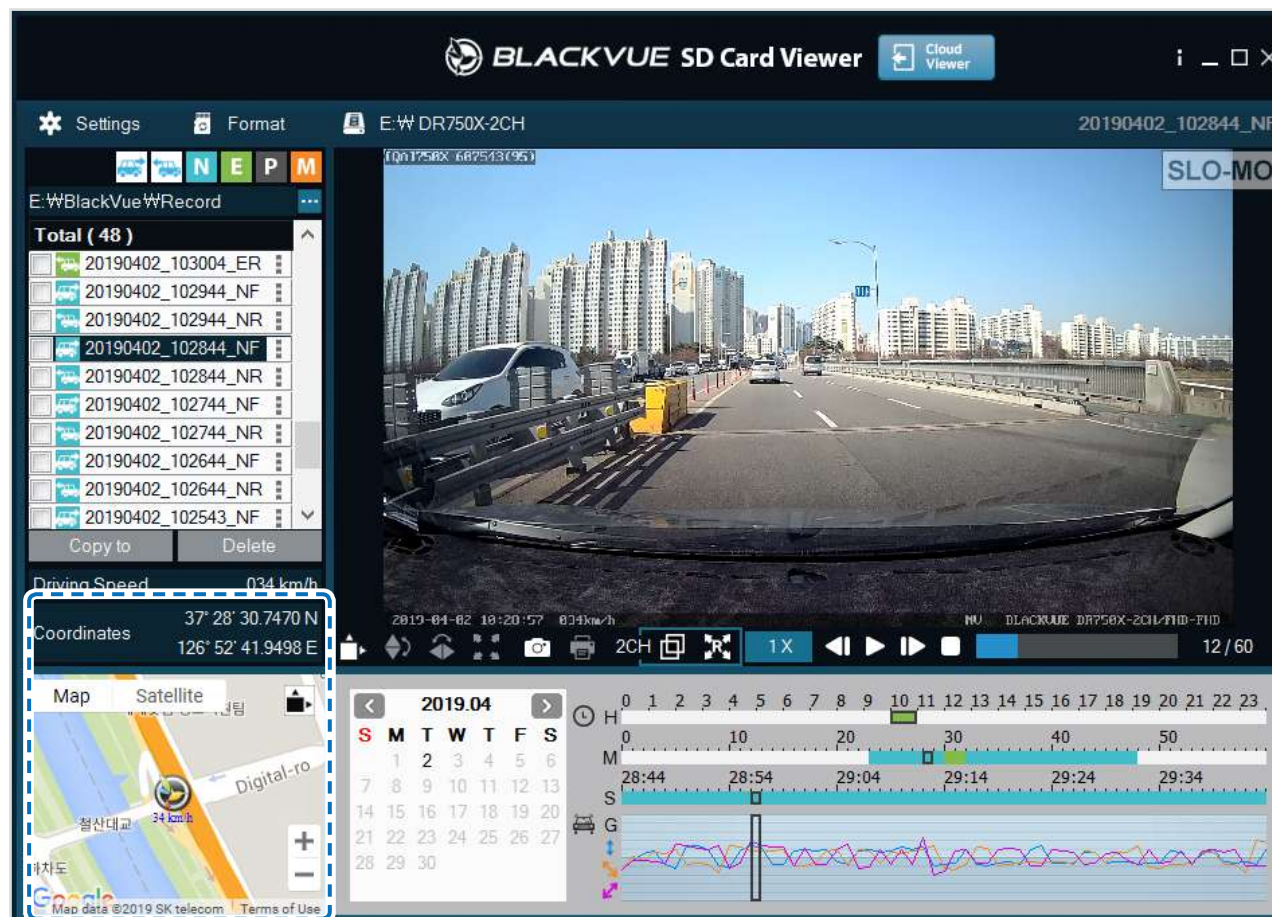 BLACKVUE SD Card Viewer
Cloud Viewer
Settings Format E:₩ DR750X-2CH 20190402_102844_NF
N E P M
E:₩BlackVue₩Record ...
SLO-MO
Total ( 48 )
20190402_103004_ER
20190402_102944_NF
20190402_102944_NR
20190402_102844_NF
20190402_102844_NR
20190402_102744_NF
20190402_102744_NR
20190402_102644_NF
20190402_102644_NR
20190402_102543_NF
Copy to Delete
Driving Speed 034 km/h
Coordinates
37° 28' 30.7470 N
126° 52' 41.9498 E
2019-04-02 10:20:57 034km/h DR750X-2CH/FHD-FHD
2CH R 1X 12 / 60
Map Satellite
Digital-ro
34 km/h
철산대교
Google
Map data ©2019 SK telecom Terms of Use
2019.04
S M T W T F S
1 2 3 4 5 6
7 8 9 10 11 12 13
14 15 16 17 18 19 20
21 22 23 24 25 26 27
28 29 30
0 1 2 3 4 5 6 7 8 9 10 11 12 13 14 15 16 17 18 19 20 21 22 23
H
0 10 20 30 40 50
M
28:44 28:54 29:04 29:14 29:24 29:34
S
G